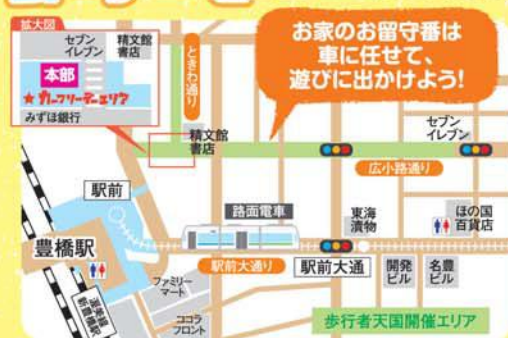 拡大図
セブン
イレブン
精文館
書店
本部
★カーフリーデーエリア
みずほ銀行
ときわ通り
お家のお留守番は
車に任せて、
遊びに出かけよう!
精文館
書店
セブン
イレブン
広小路通り
駅前
路面電車
東海
漬物
ほの国
百貨店
豊橋駅
駅前大通り
駅前大通
開発
ビル
名豊
ビル
ファミリー
マート
渥美線
新豊橋駅
ココラ
フロント
歩行者天国開催エリア